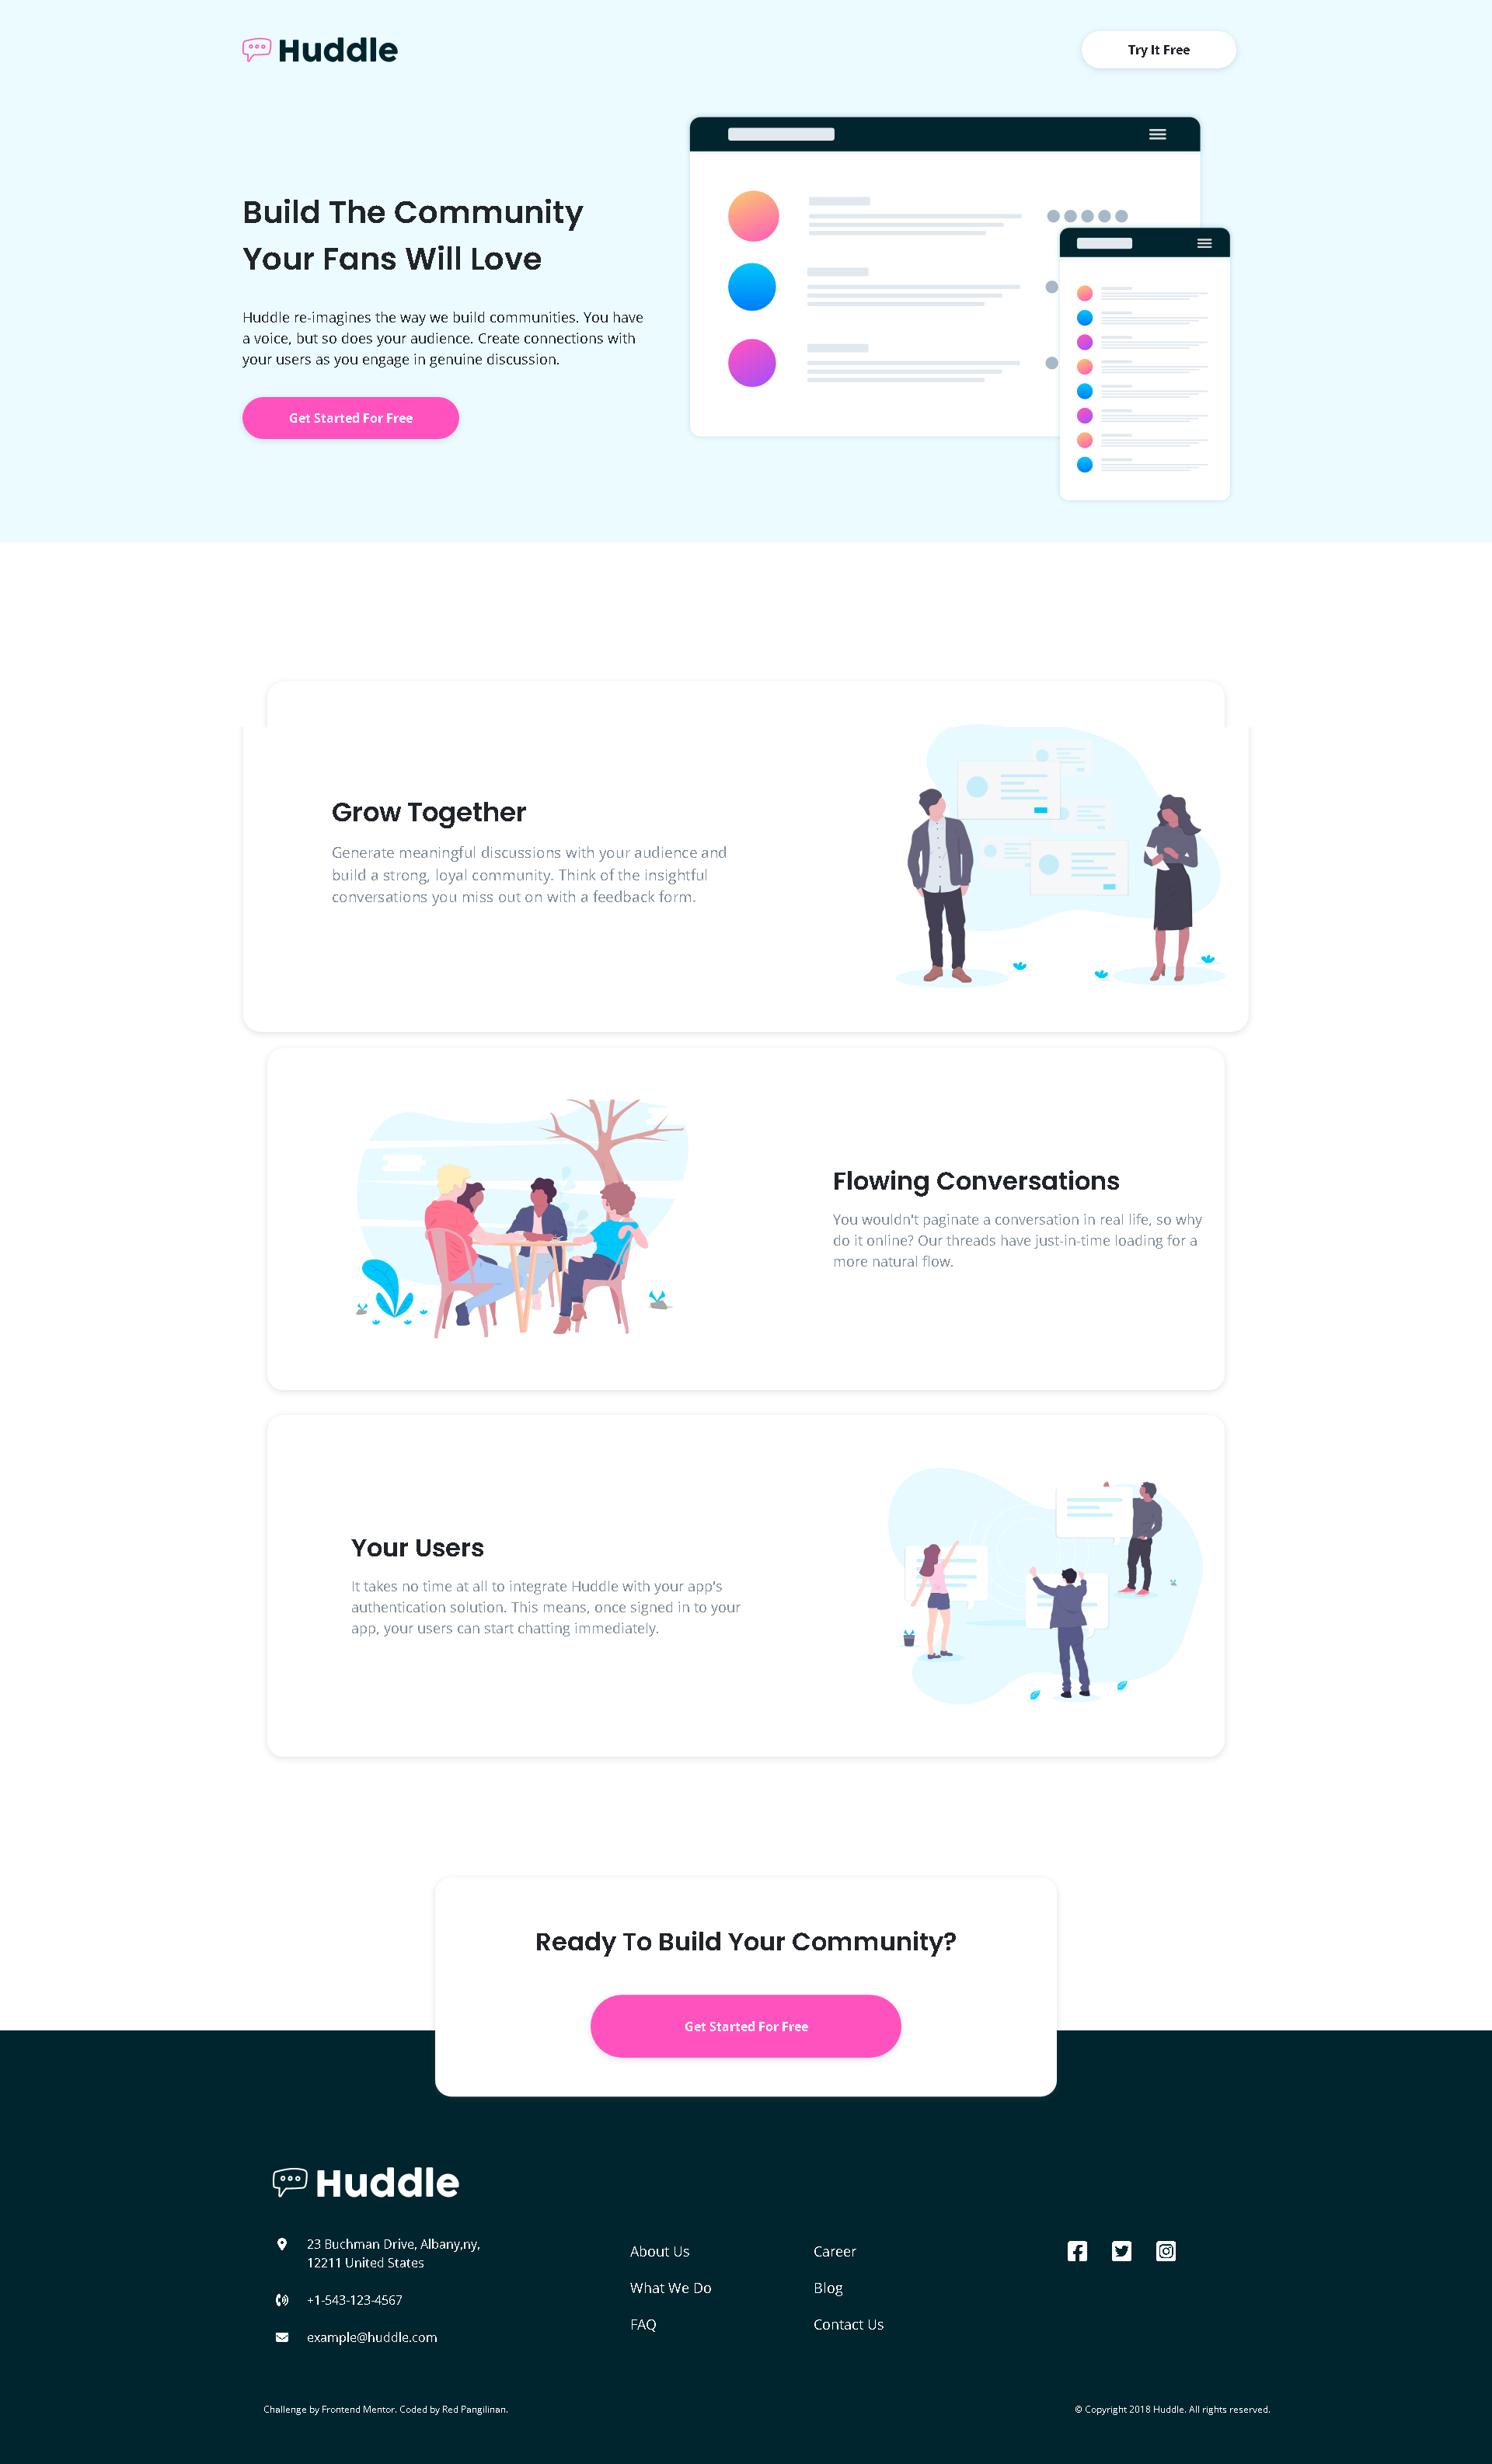 Huddle
Try It Free
Build The Community
Your Fans Will Love
Huddle re-imagines the way we build communities. You have
a voice, but so does your audience. Create connections with
your users as you engage in genuine discussion.
Get Started For Free
Grow Together
Generate meaningful discussions with your audience and
build a strong, loyal community. Think of the insightful
conversations you miss out on with a feedback form.
Flowing Conversations
You wouldn't paginate a conversation in real life, so why
do it online? Our threads have just-in-time loading for a
more natural flow.
Your Users
It takes no time at all to integrate Huddle with your app's
authentication solution. This means, once signed in to your
app, your users can start chatting immediately.
Ready To Build Your Community?
Get Started For Free
Huddle
23 Buchman Drive, Albany,ny,
12211 United States
+1-543-123-4567
example@huddle.com
About Us
What We Do
FAQ
Career
Blog
Contact Us
Challenge by Frontend Mentor. Coded by Red Pangilinan.
© Copyright 2018 Huddle. All rights reserved.